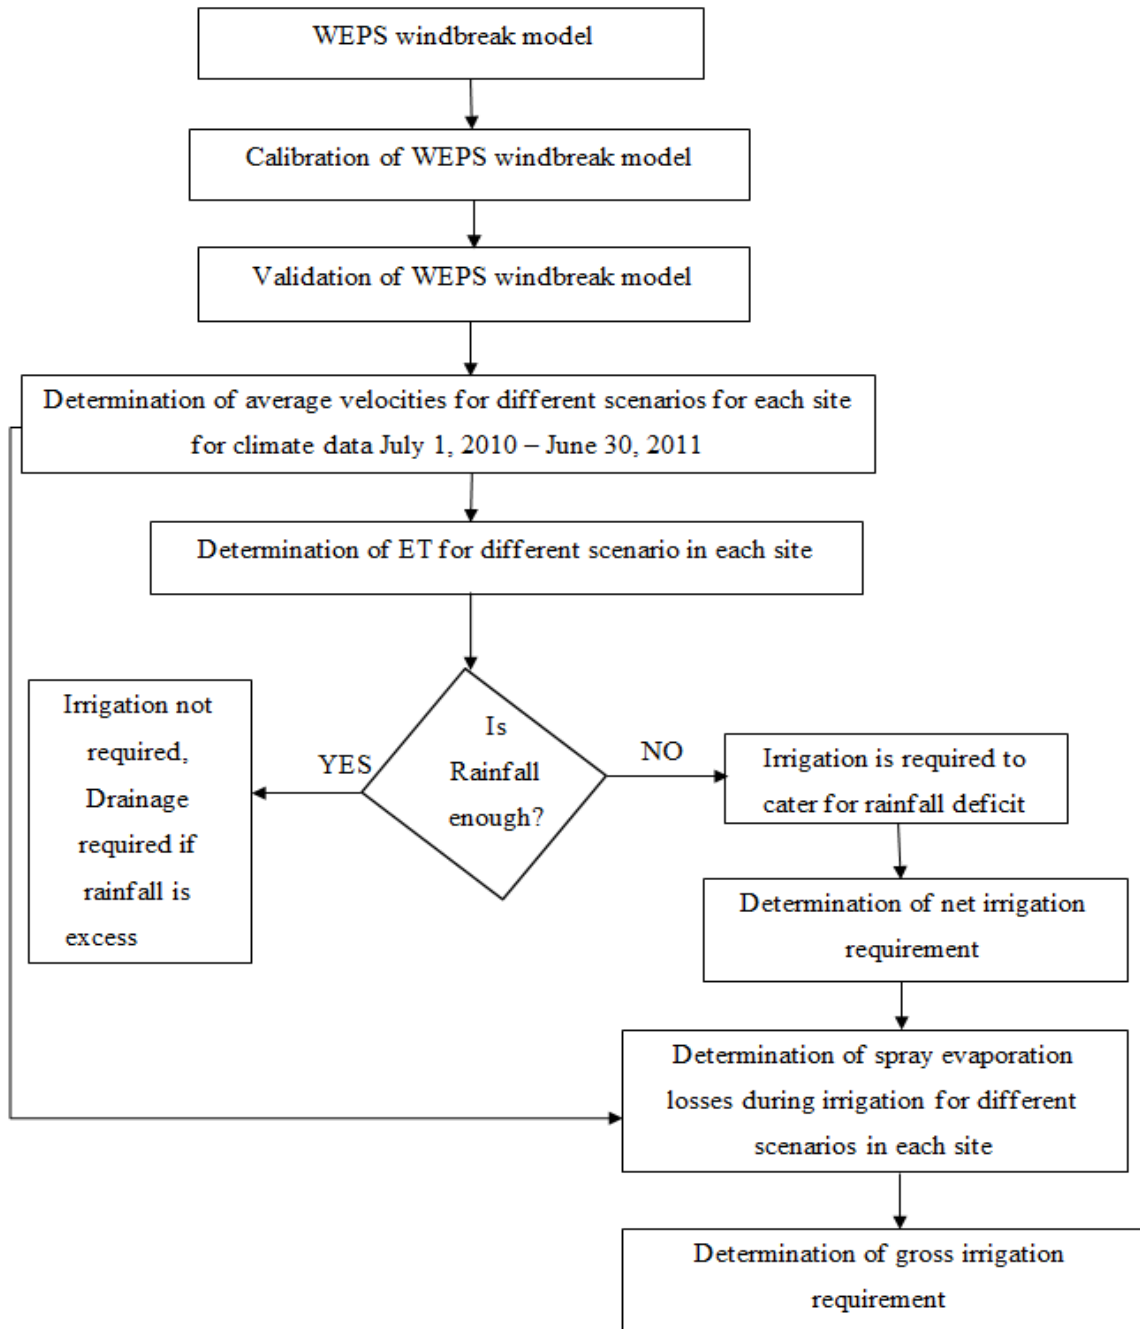 WEPS windbreak model
Calibration of WEPS windbreak model
Validation of WEPS windbreak model
Determination of average velocities for different scenarios for each site
for climate data July 1, 2010 – June 30, 2011
Determination of ET for different scenario in each site
Is
Rainfall
enough?
YES
Irrigation not
required,
Drainage
required if
rainfall is
excess
NO
Irrigation is required to
cater for rainfall deficit
Determination of net irrigation
requirement
Determination of spray evaporation
losses during irrigation for different
scenarios in each site
Determination of gross irrigation
requirement